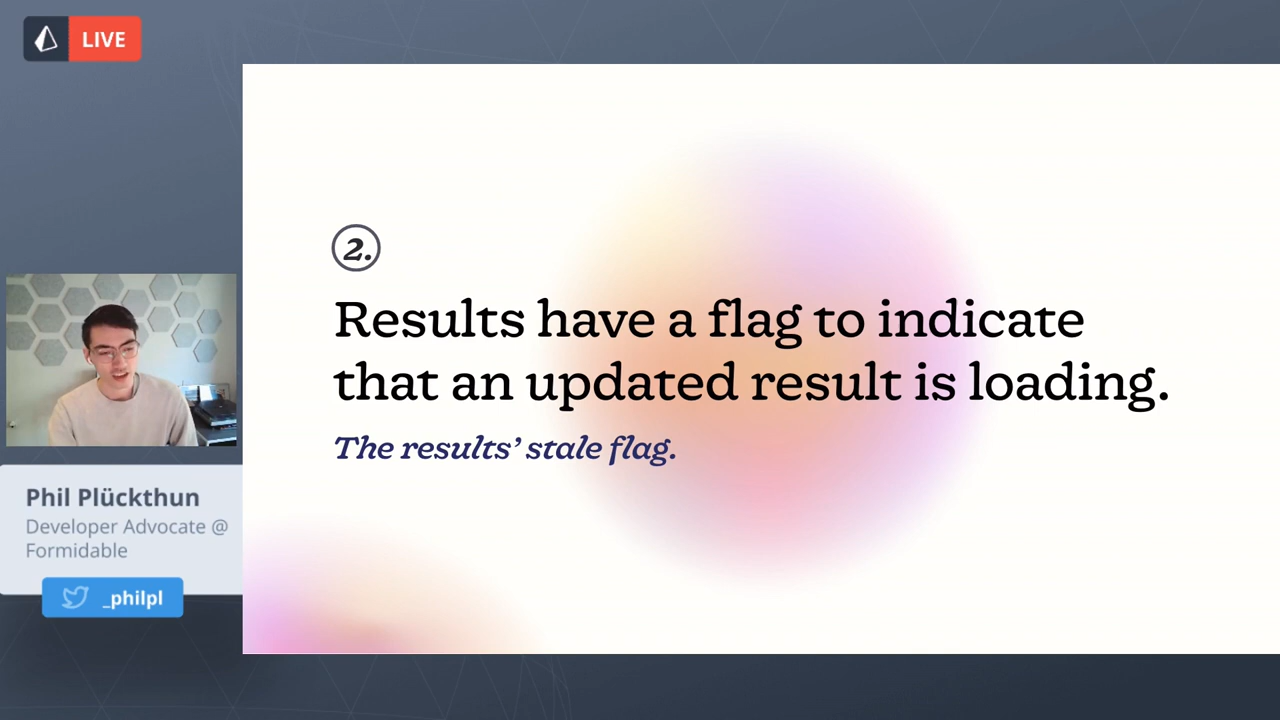 LIVE
2.
Results have a flag to indicate
that an updated result is loading.
The results’ stale flag.
Phil Plückthun
Developer Advocate @
Formidable
_philpl